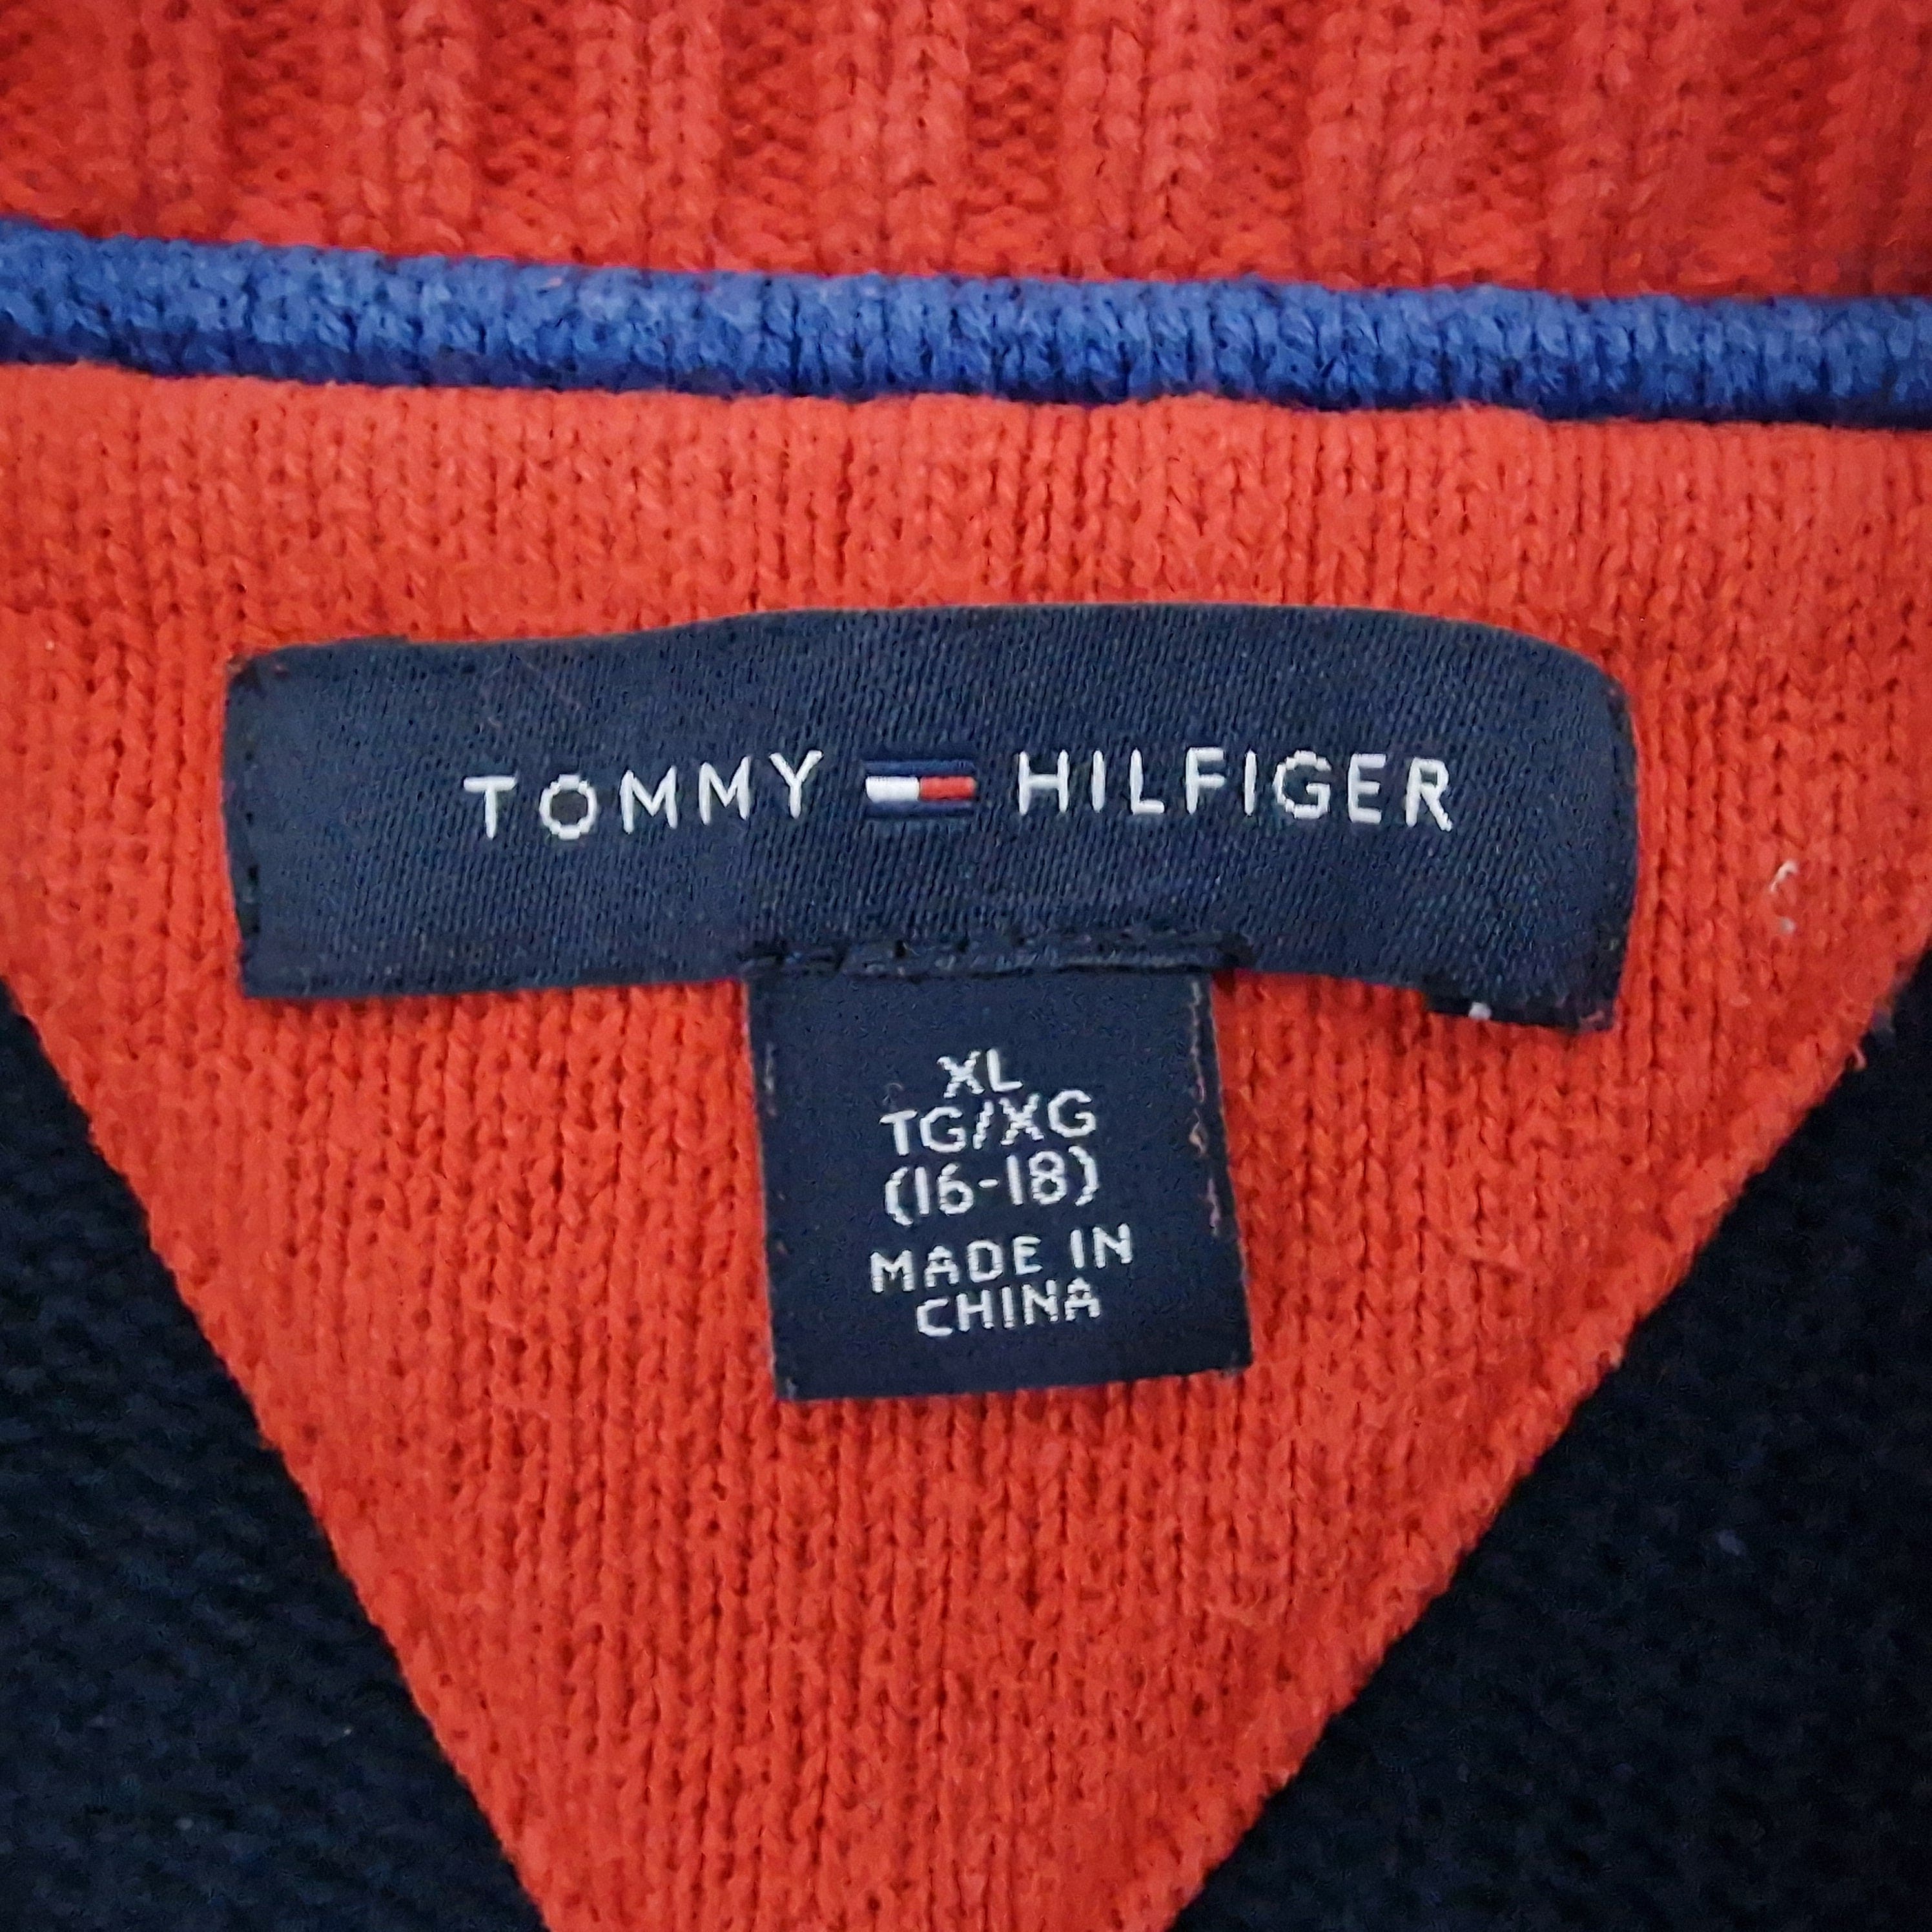 TOMMY HILFIGER
XL
TG/XG
(16-18)
MADE IN
CHINA